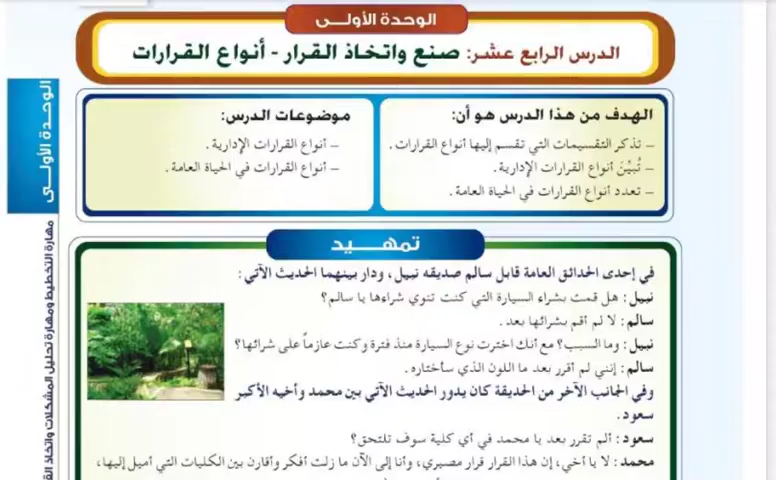 الوحدة الأولى
الدرس الرابع عشر: صنع واتخاذ القرار - أنواع القرارات
الهدف من هذا الدرس هو أن:
– تذكر التقسيمات التي تقسم إليها أنواع القرارات.
– تُبيِّنَ أنواع القرارات الإدارية.
– تعدد أنواع القرارات في الحياة العامة.
موضوعات الدرس:
– أنواع القرارات الإدارية.
– أنواع القرارات في الحياة العامة.
الوحدة الأولى
تمهيد
في إحدى الحدائق العامة قابل سالم صديقه نبيل، ودار بينهما الحديث الآتي:
نبيل: هل قمت بشراء السيارة التي كنت تنوي شراءها يا سالم؟
سالم: لا لم أقم بشرائها بعد.
نبيل: وما السبب؟ مع أنك اخترت نوع السيارة منذ فترة وكنت عازماً على شرائها؟
سالم: إنني لم أقرر بعد ما اللون الذي سأختاره.
وفي الجانب الآخر من الحديقة كان يدور الحديث الآتي بين محمد وأخيه الأكبر
سعود.
سعود: ألم تقرر بعد يا محمد في أي كلية سوف تلتحق؟
محمد: لا يا أخي، إن هذا القرار قرار مصيري، وأنا إلى الآن ما زلت أفكر وأقارن بين الكليات التي أميل إليها،
مهارة التخطيط ومهارة تحليل المشكلات واتخاذ